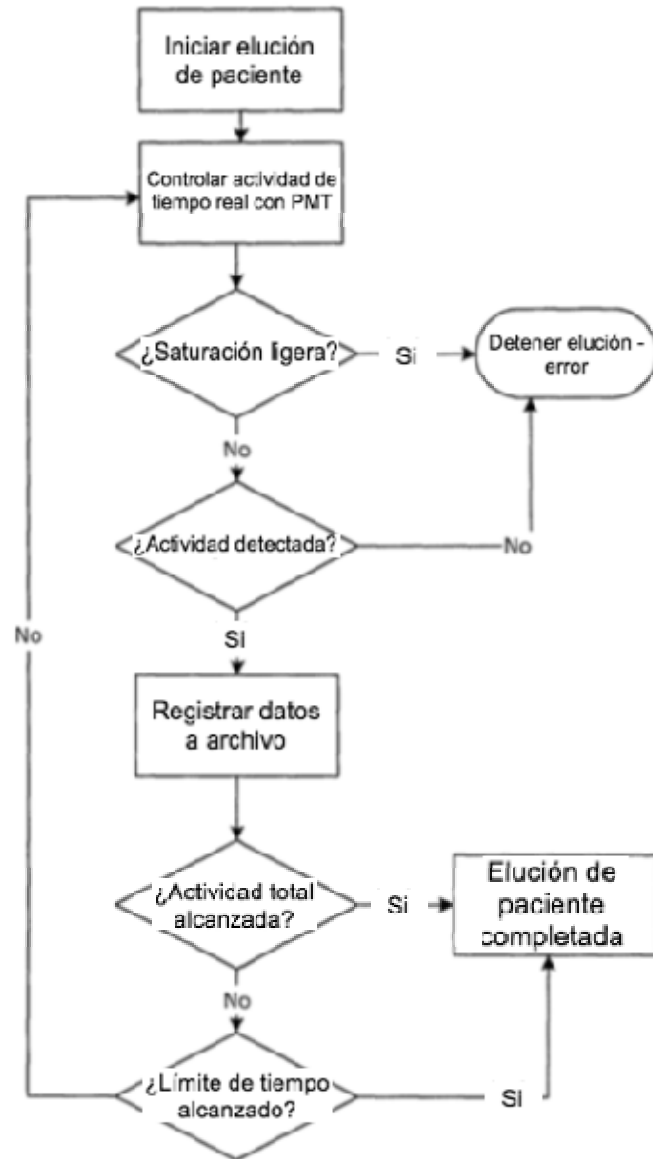 Iniciar elución
de paciente
Controlar actividad de
tiempo real con PMT
¿Saturación ligera?
Si
Detener elución -
error
No
¿Actividad detectada?
No
No
Si
Registrar datos
a archivo
¿Actividad total
alcanzada?
Si
Elución de
paciente
completada
No
¿Límite de tiempo
alcanzado?
Si